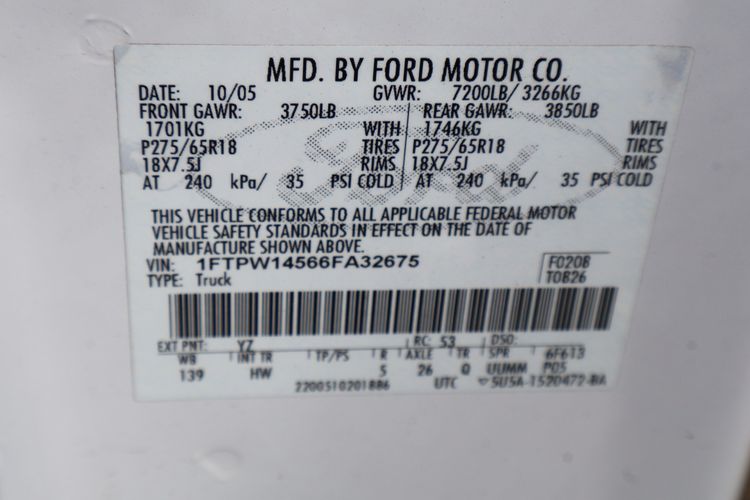 MFD. BY FORD MOTOR CO.
DATE: 10/05 GVWR: 7200LB/ 3266KG
FRONT GAWR: 3750LB REAR GAWR: 3850LB
1701KG WITH 1746KG WITH
P275/65R18 TIRES P275/65R18 TIRES
18X7.5J RIMS 18X7.5J RIMS
AT 240 kPa/ 35 PSI COLD AT 240 kPa/ 35 PSI COLD
Ford
THIS VEHICLE CONFORMS TO ALL APPLICABLE FEDERAL MOTOR
VEHICLE SAFETY STANDARDS IN EFFECT ON THE DATE OF
MANUFACTURE SHOWN ABOVE.
VIN: 1FTPW14566FA32675 F0208
TYPE: Truck T0B26
EXT PNT: YZ RC: 53 DSO:
WB INT TR TP/PS R AXLE TR SPR 6F613
139 HW 5 26 Q UUMM P05
2200510201886 UTC 5U5A-1520472-BA